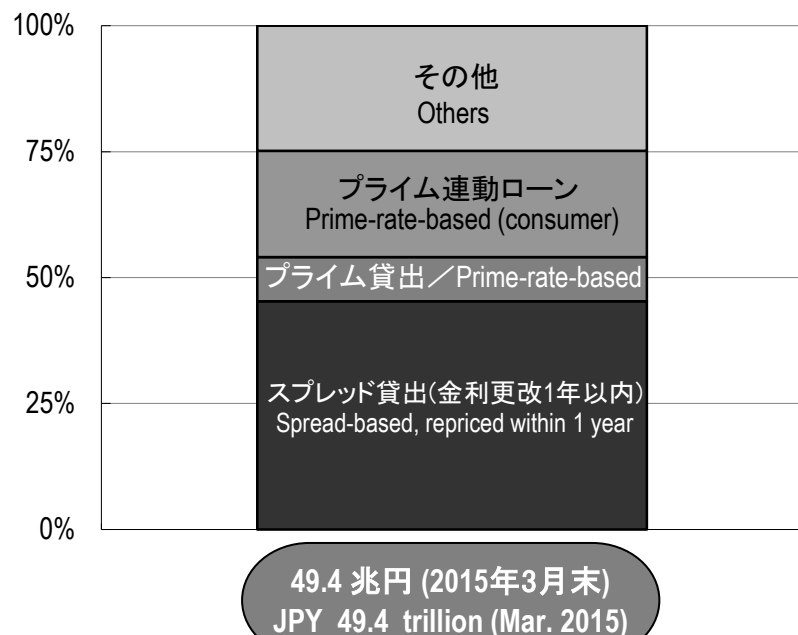 100%
その他
Others
75%
プライム連動ローン
Prime-rate-based (consumer)
50%
プライム貸出／Prime-rate-based
25%
スプレッド貸出(金利更改1年以内)
Spread-based, repriced within 1 year
0%
49.4 兆円 (2015年3月末)
JPY 49.4 trillion (Mar. 2015)